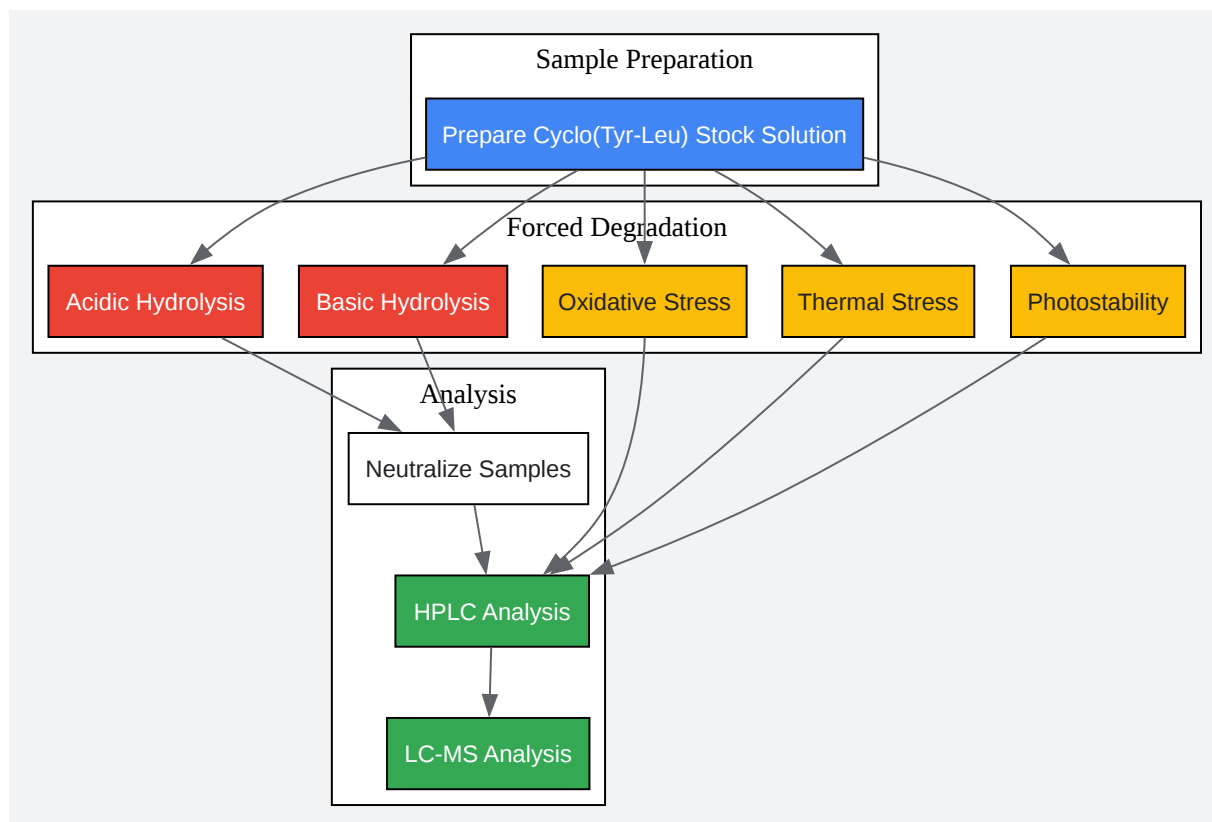 Sample Preparation
Prepare Cyclo(Tyr-Leu) Stock Solution
Forced Degradation
Acidic Hydrolysis
Basic Hydrolysis
Oxidative Stress
Thermal Stress
Photostability
Analysis
Neutralize Samples
HPLC Analysis
LC-MS Analysis